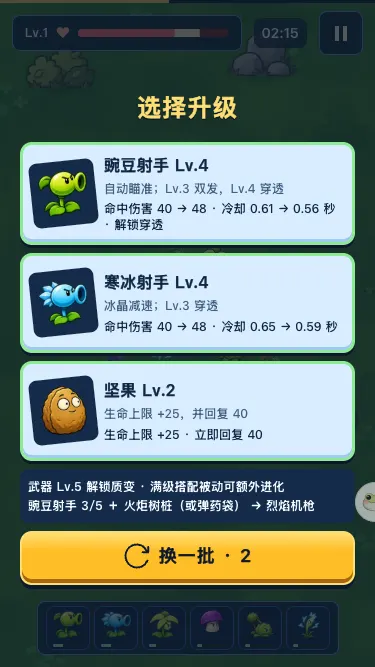 Lv.1
02:15
选择升级
豌豆射手 Lv.4
自动瞄准；Lv.3 双发，Lv.4 穿透
命中伤害 40 → 48 · 冷却 0.61 → 0.56 秒
· 解锁穿透
寒冰射手 Lv.4
冰晶减速；Lv.3 穿透
命中伤害 40 → 48 · 冷却 0.65 → 0.59 秒
坚果 Lv.2
生命上限 +25，并回复 40
生命上限 +25 · 立即回复 40
武器 Lv.5 解锁质变 · 满级搭配被动可额外进化
豌豆射手 3/5 ＋ 火炬树桩（或弹药袋） → 烈焰机枪
换一批 · 2